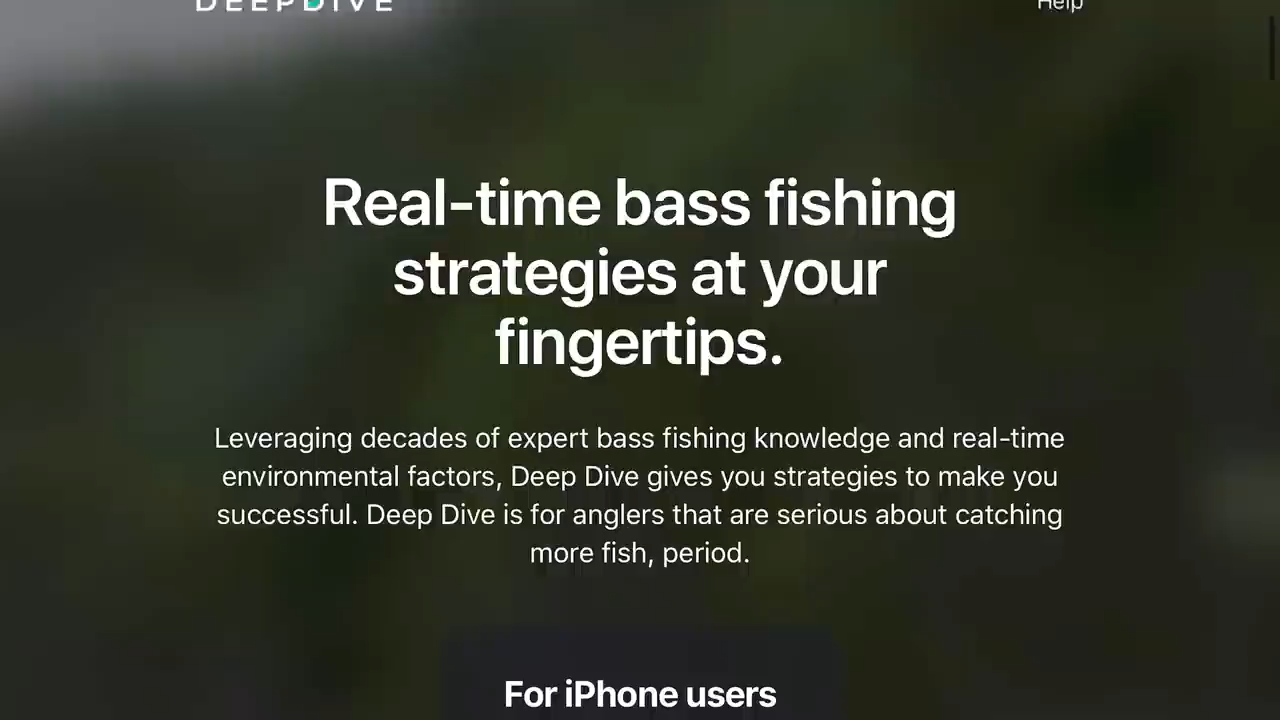 DEEPDIVE
Help
Real-time bass fishing
strategies at your
fingertips.
Leveraging decades of expert bass fishing knowledge and real-time
environmental factors, Deep Dive gives you strategies to make you
successful. Deep Dive is for anglers that are serious about catching
more fish, period.
For iPhone users